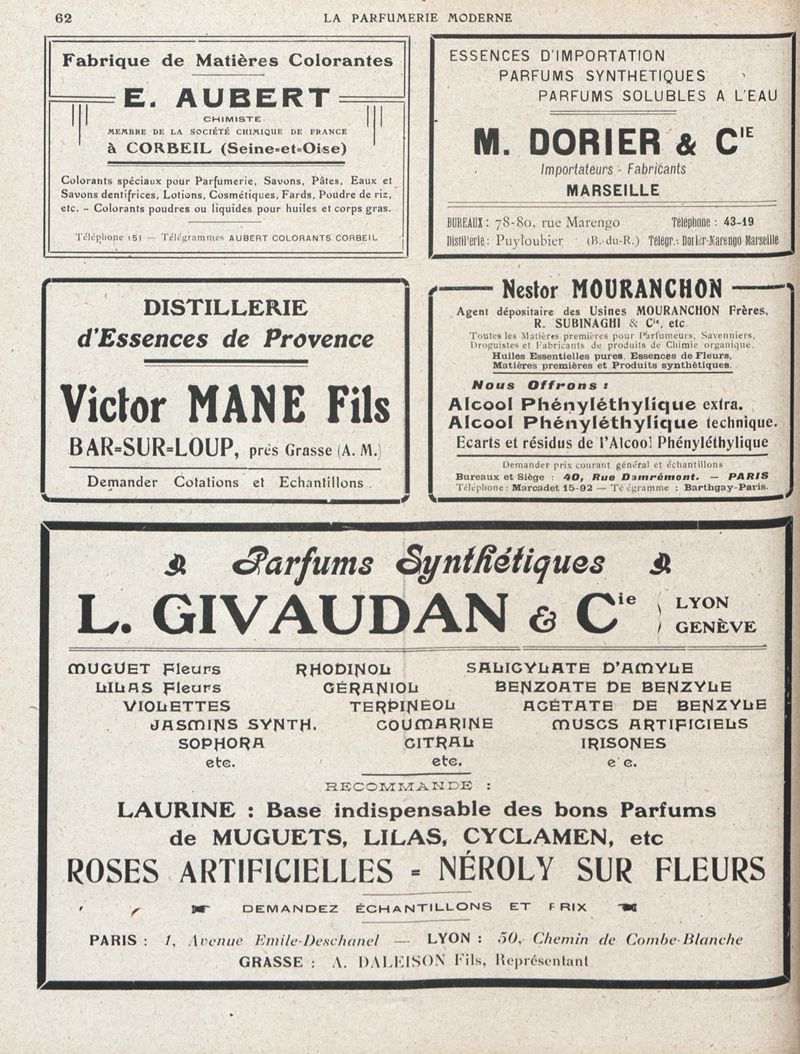 62
LA PARFUMERIE MODERNE
Fabrique de Matières Colorantes
E. AUBERT
CHIMISTE
MEMBRE DE LA SOCIÉTÉ CHIMIQUE DE FRANCE
à CORBEIL (Seine-et-Oise)
Colorants spéciaux pour Parfumerie, Savons, Pâtes, Eaux et
Savons dentifrices, Lotions, Cosmétiques, Fards, Poudre de riz,
etc. – Colorants poudres ou liquides pour huiles et corps gras.
Téléphone 151 — Télégrammes AUBERT COLORANTS CORBEIL
ESSENCES D'IMPORTATION
PARFUMS SYNTHETIQUES
PARFUMS SOLUBLES A L'EAU
M. DORIER & CIE
Importateurs - Fabricants
MARSEILLE
BUREAUX : 78-80, rue Marengo Téléphone : 43-19
Distillerie : Puyloubier (B.-du-R.) Télégr. : Dorier-Marengo Marseille
DISTILLERIE
d'Essences de Provence
Victor MANE Fils
BAR=SUR=LOUP, près Grasse (A. M.)
Demander Cotations et Echantillons
Nestor MOURANCHON
Agent dépositaire des Usines MOURANCHON Frères,
R. SUBINAGHI & Cie, etc
Toutes les Matières premières pour Parfumeurs, Savonniers,
Droguistes et Fabricants de produits de Chimie organique.
Huiles Essentielles pures, Essences de Fleurs,
Matières premières et Produits synthétiques.
Nous Offrons :
Alcool Phényléthylique extra.
Alcool Phényléthylique technique.
Ecarts et résidus de l'Alcool Phényléthylique
Demander prix courant général et échantillons
Bureaux et Siège : 40, Rue Damrémont. — PARIS
Téléphone : Marcadet 15-92 — Té égramme : Barthgay-Paris.
Parfums Synthétiques
L. GIVAUDAN & Cie
LYON
GENÈVE
MUGUET Fleurs RHODINOL SALICYLATE D'AMYLE
LILAS Fleurs GÉRANIOL BENZOATE DE BENZYLE
VIOLETTES TERPINEOL ACÉTATE DE BENZYLE
JASMINS SYNTH. COUMARINE MUSCS ARTIFICIELS
SOPHORA CITRAL IRISONES
etc. etc. e c.
RECOMMANDE :
LAURINE : Base indispensable des bons Parfums
de MUGUETS, LILAS, CYCLAMEN, etc
ROSES ARTIFICIELLES = NÉROLY SUR FLEURS
DEMANDEZ ÉCHANTILLONS ET PRIX
PARIS : 1, Avenue Emile-Deschanel — LYON : 50, Chemin de Combe-Blanche
GRASSE : A. DALEISON Fils, Représentant